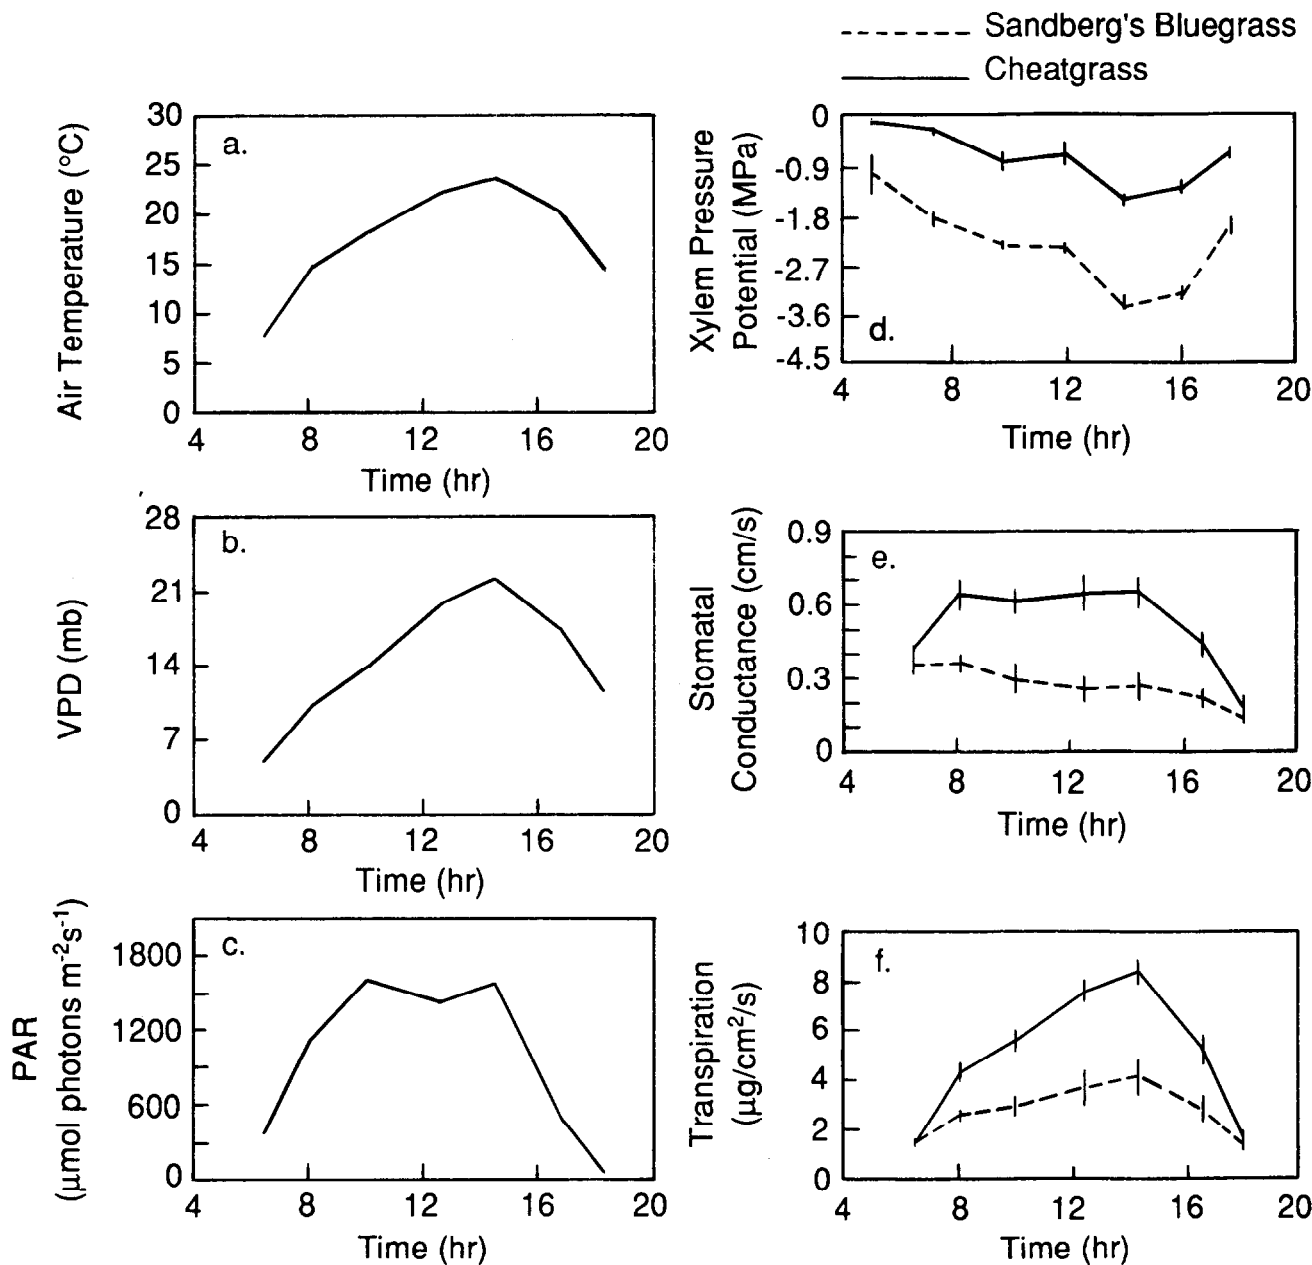 Sandberg's Bluegrass
Cheatgrass
a.
Air Temperature (°C)
30
25
20
15
10
5
0
4 8 12 16 20
Time (hr)
b.
VPD (mb)
28
21
14
7
0
4 8 12 16 20
Time (hr)
c.
PAR
(μmol photons m-2s-1)
1800
1200
600
0
4 8 12 16 20
Time (hr)
d.
Xylem Pressure
Potential (MPa)
0
-0.9
-1.8
-2.7
-3.6
-4.5
4 8 12 16 20
Time (hr)
e.
Stomatal
Conductance (cm/s)
0.9
0.6
0.3
0
4 8 12 16 20
Time (hr)
f.
Transpiration
(μg/cm2/s)
10
8
6
4
2
0
4 8 12 16 20
Time (hr)